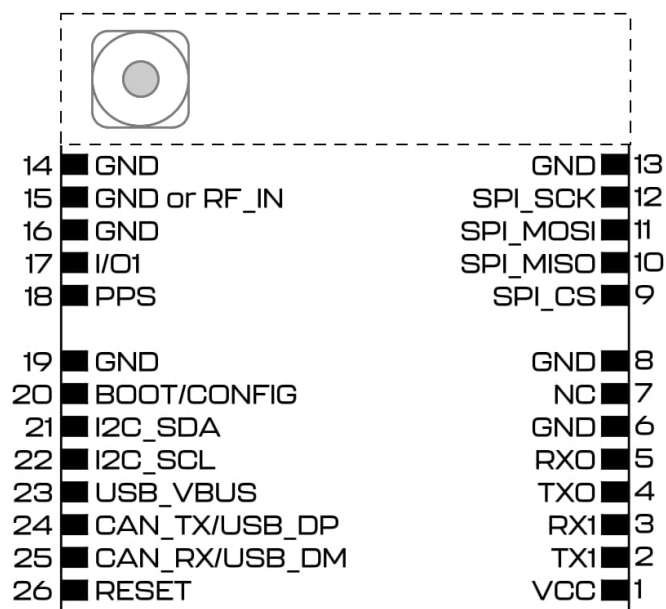 14 GND GND 13
15 GND or RF_IN SPI_SCK 12
16 GND SPI_MOSI 11
17 I/O1 SPI_MISO 10
18 PPS SPI_CS 9
19 GND GND 8
20 BOOT/CONFIG NC 7
21 I2C_SDA GND 6
22 I2C_SCL RX0 5
23 USB_VBUS TX0 4
24 CAN_TX/USB_DP RX1 3
25 CAN_RX/USB_DM TX1 2
26 RESET VCC 1